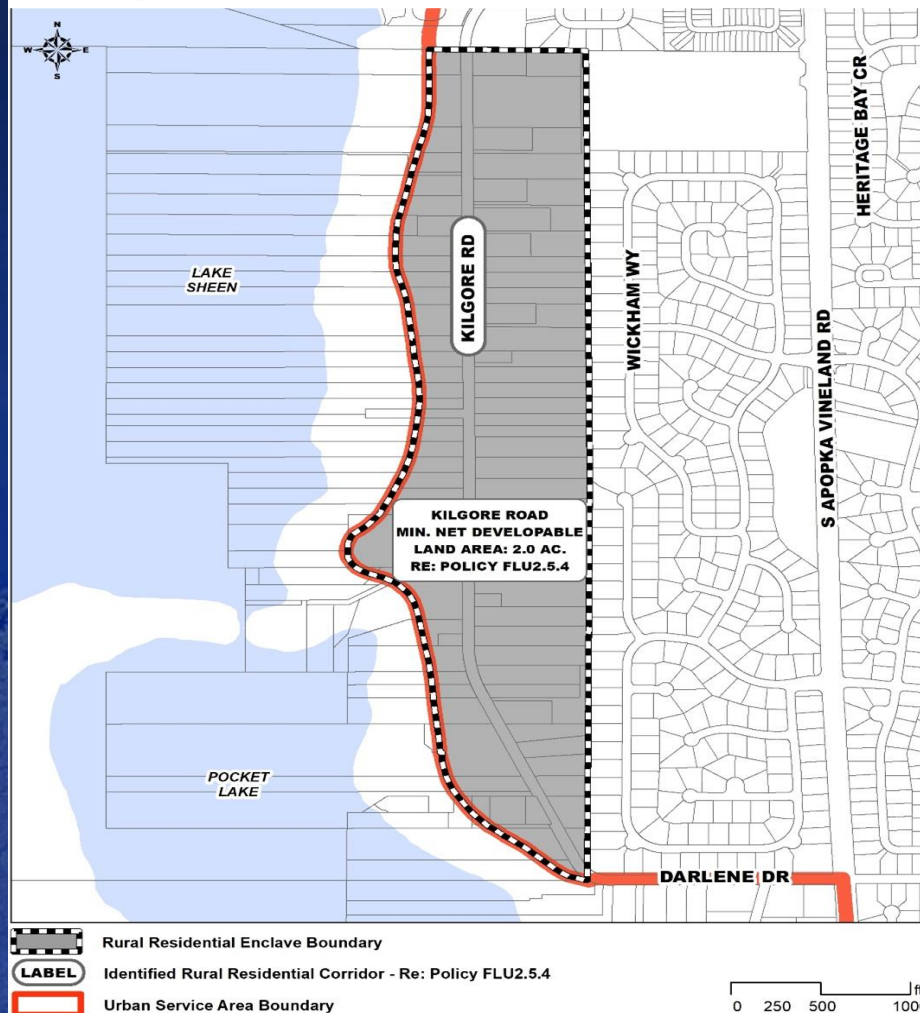 N
W E
S
HERITAGE BAY CR
LAKE
SHEEN
KILGORE RD
WICKHAM WY
S APOPKA VINELAND RD
KILGORE ROAD
MIN. NET DEVELOPABLE
LAND AREA: 2.0 AC.
RE: POLICY FLU2.5.4
POCKET
LAKE
DARLENE DR
Rural Residential Enclave Boundary
LABEL Identified Rural Residential Corridor - Re: Policy FLU2.5.4
Urban Service Area Boundary
0 250 500 1000